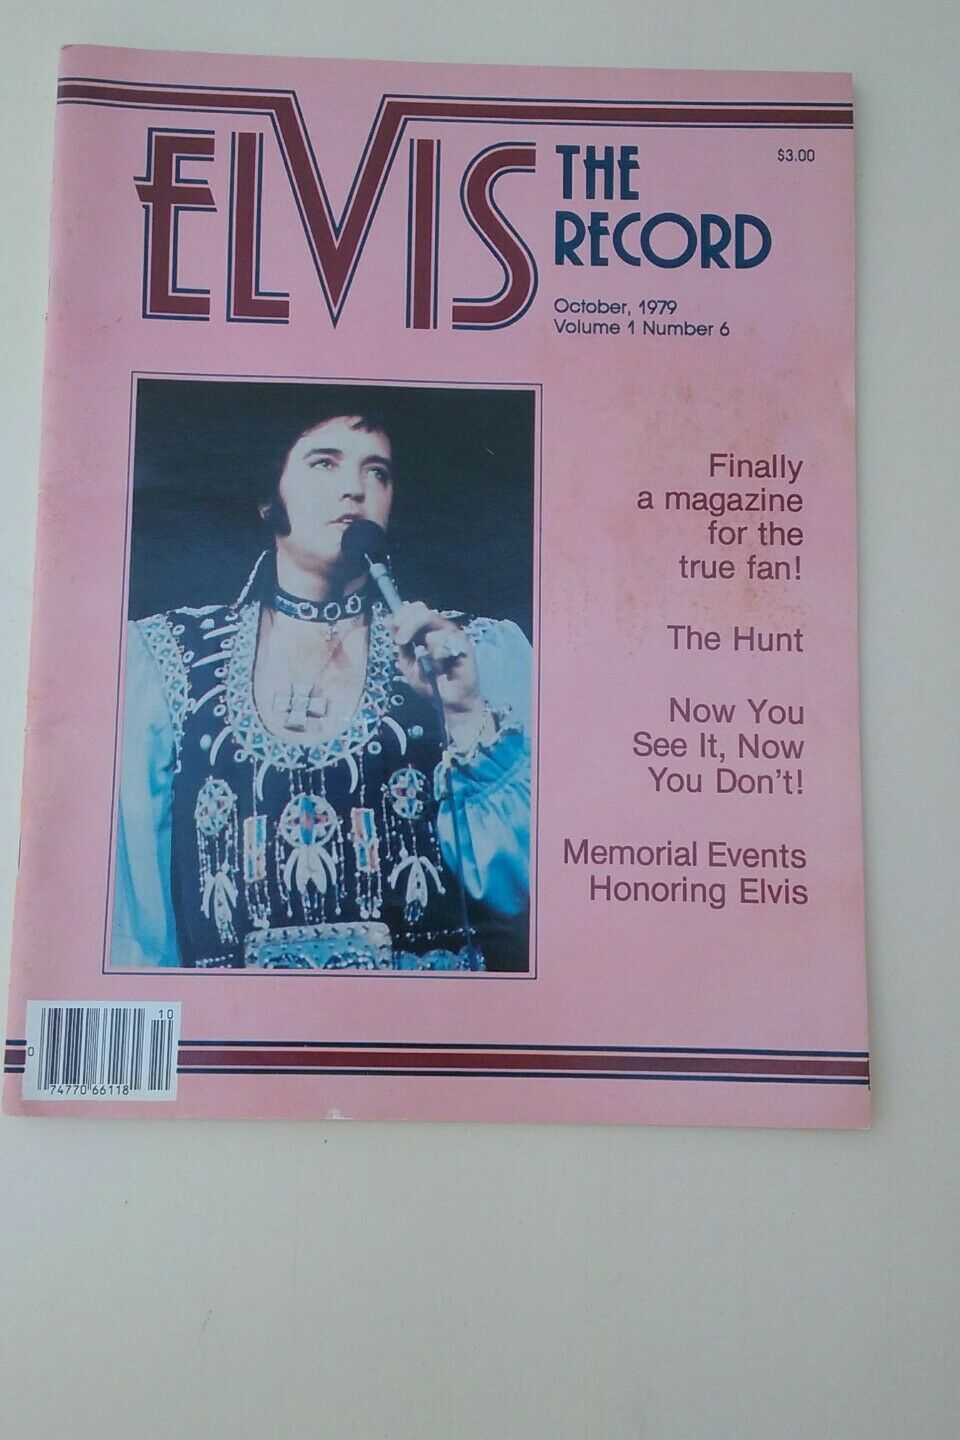 ELVIS
THE
RECORD
$3.00
October, 1979
Volume 1 Number 6
Finally
a magazine
for the
true fan!
The Hunt
Now You
See It, Now
You Don't!
Memorial Events
Honoring Elvis
10
0
74770 66118